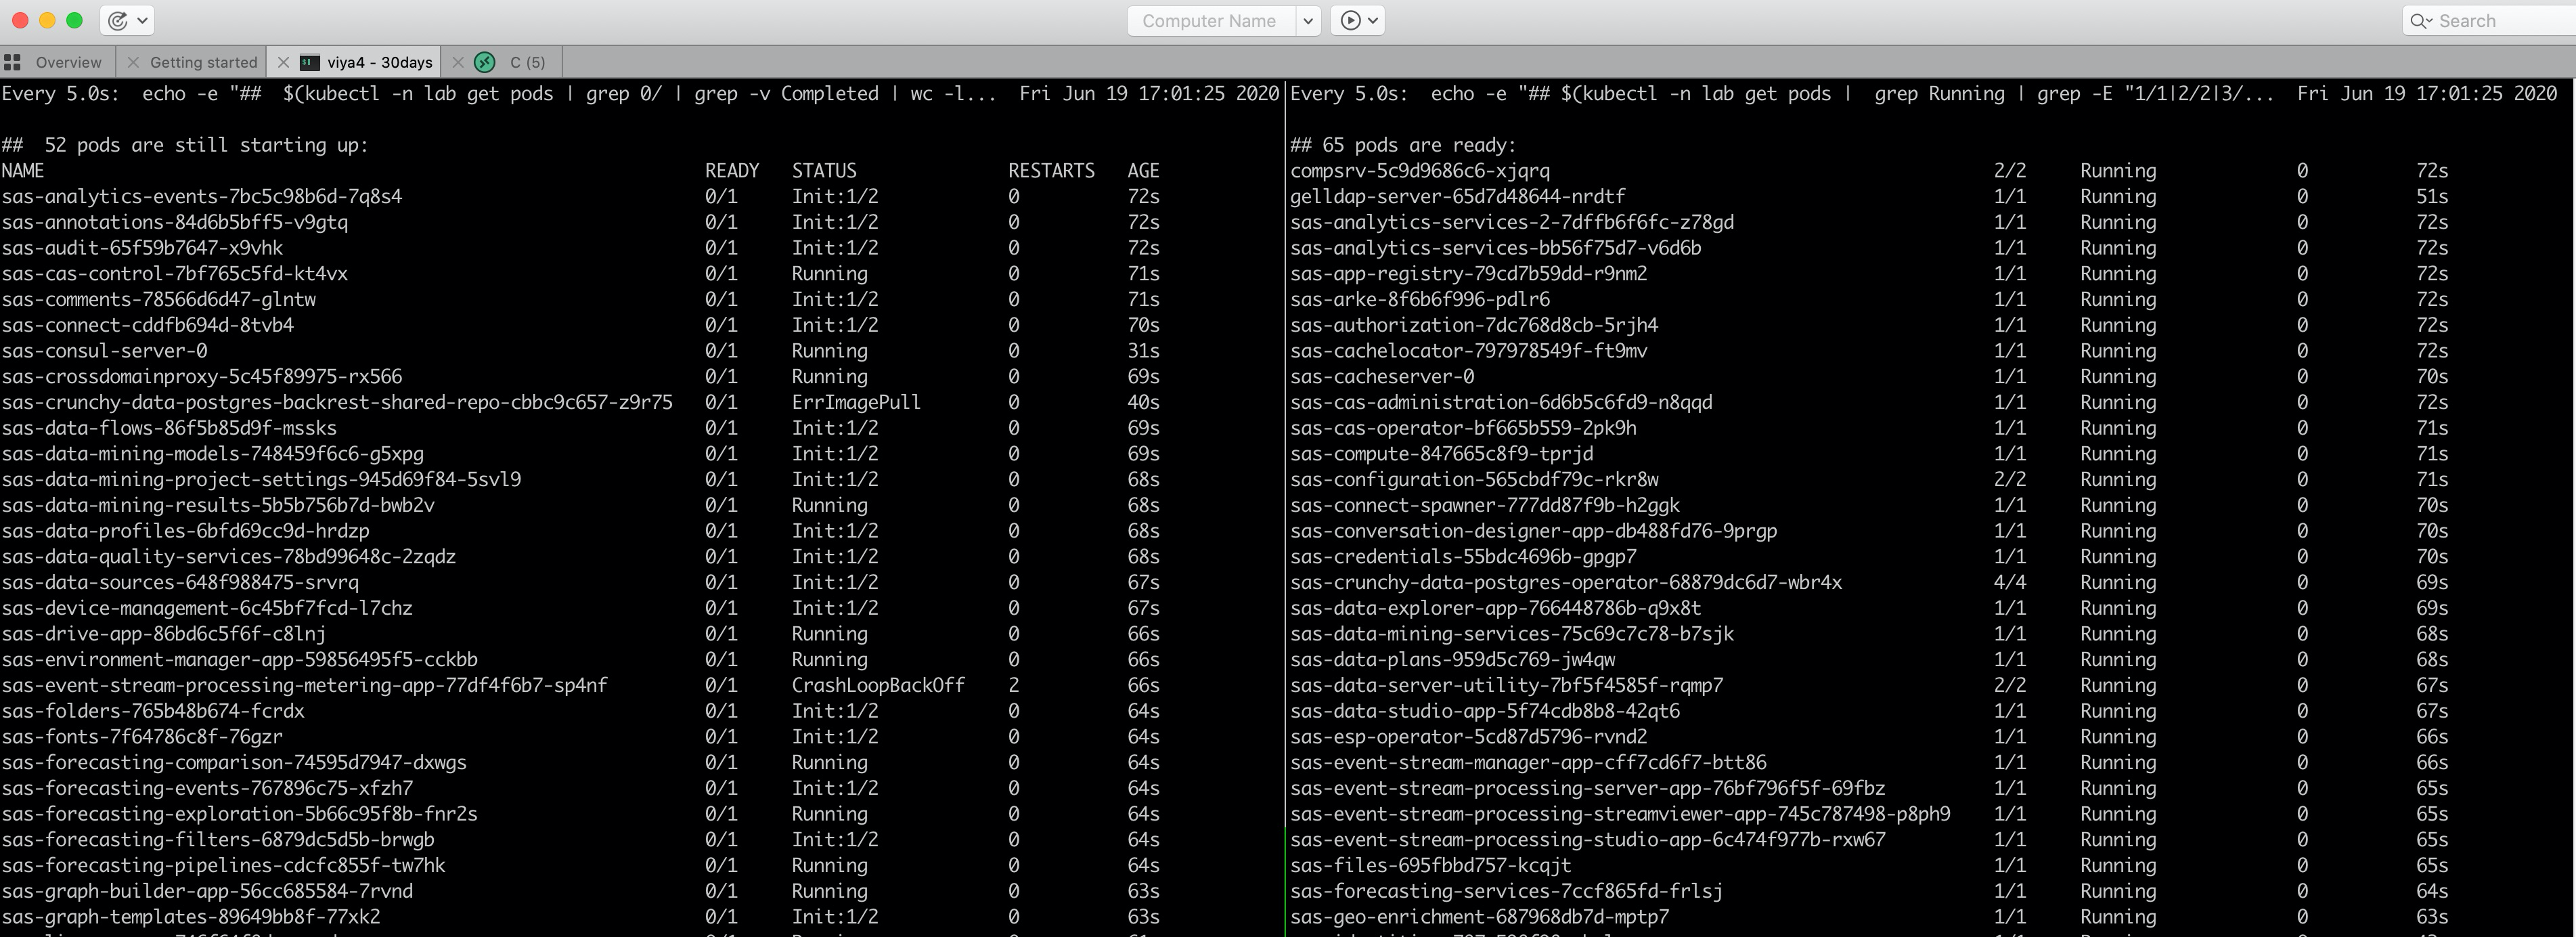 Computer Name
Search
Overview
Getting started
viya4 - 30days
C (5)
Every 5.0s:  echo -e "##  $(kubectl -n lab get pods | grep 0/ | grep -v Completed | wc -l...  Fri Jun 19 17:01:25 2020
##  52 pods are still starting up:
NAME READY STATUS RESTARTS AGE
sas-analytics-events-7bc5c98b6d-7q8s4 0/1 Init:1/2 0 72s
sas-annotations-84d6b5bff5-v9gtq 0/1 Init:1/2 0 72s
sas-audit-65f59b7647-x9vhk 0/1 Init:1/2 0 72s
sas-cas-control-7bf765c5fd-kt4vx 0/1 Running 0 71s
sas-comments-78566d6d47-glntw 0/1 Init:1/2 0 71s
sas-connect-cddfb694d-8tvb4 0/1 Init:1/2 0 70s
sas-consul-server-0 0/1 Running 0 31s
sas-crossdomainproxy-5c45f89975-rx566 0/1 Running 0 69s
sas-crunchy-data-postgres-backrest-shared-repo-cbbc9c657-z9r75 0/1 ErrImagePull 0 40s
sas-data-flows-86f5b85d9f-mssks 0/1 Init:1/2 0 69s
sas-data-mining-models-748459f6c6-g5xpg 0/1 Init:1/2 0 69s
sas-data-mining-project-settings-945d69f84-5svl9 0/1 Init:1/2 0 68s
sas-data-mining-results-5b5b756b7d-bwb2v 0/1 Running 0 68s
sas-data-profiles-6bfd69cc9d-hrdzp 0/1 Init:1/2 0 68s
sas-data-quality-services-78bd99648c-2zqdz 0/1 Init:1/2 0 68s
sas-data-sources-648f988475-srvrq 0/1 Init:1/2 0 67s
sas-device-management-6c45bf7fcd-l7chz 0/1 Init:1/2 0 67s
sas-drive-app-86bd6c5f6f-c8lnj 0/1 Running 0 66s
sas-environment-manager-app-59856495f5-cckbb 0/1 Running 0 66s
sas-event-stream-processing-metering-app-77df4f6b7-sp4nf 0/1 CrashLoopBackOff 2 66s
sas-folders-765b48b674-fcrdx 0/1 Init:1/2 0 64s
sas-fonts-7f64786c8f-76gzr 0/1 Init:1/2 0 64s
sas-forecasting-comparison-74595d7947-dxwgs 0/1 Running 0 64s
sas-forecasting-events-767896c75-xfzh7 0/1 Init:1/2 0 64s
sas-forecasting-exploration-5b66c95f8b-fnr2s 0/1 Running 0 64s
sas-forecasting-filters-6879dc5d5b-brwgb 0/1 Init:1/2 0 64s
sas-forecasting-pipelines-cdcfc855f-tw7hk 0/1 Running 0 64s
sas-graph-builder-app-56cc685584-7rvnd 0/1 Running 0 63s
sas-graph-templates-89649bb8f-77xk2 0/1 Init:1/2 0 63s
Every 5.0s:  echo -e "## $(kubectl -n lab get pods |  grep Running | grep -E "1/1|2/2|3/...  Fri Jun 19 17:01:25 2020
## 65 pods are ready:
compsrv-5c9d9686c6-xjqrq 2/2 Running 0 72s
gelldap-server-65d7d48644-nrdtf 1/1 Running 0 51s
sas-analytics-services-2-7dffb6f6fc-z78gd 1/1 Running 0 72s
sas-analytics-services-bb56f75d7-v6d6b 1/1 Running 0 72s
sas-app-registry-79cd7b59dd-r9nm2 1/1 Running 0 72s
sas-arke-8f6b6f996-pdlr6 1/1 Running 0 72s
sas-authorization-7dc768d8cb-5rjh4 1/1 Running 0 72s
sas-cachelocator-797978549f-ft9mv 1/1 Running 0 72s
sas-cacheserver-0 1/1 Running 0 70s
sas-cas-administration-6d6b5c6fd9-n8qqd 1/1 Running 0 72s
sas-cas-operator-bf665b559-2pk9h 1/1 Running 0 71s
sas-compute-847665c8f9-tprjd 1/1 Running 0 71s
sas-configuration-565cbdf79c-rkr8w 2/2 Running 0 71s
sas-connect-spawner-777dd87f9b-h2ggk 1/1 Running 0 70s
sas-conversation-designer-app-db488fd76-9prgp 1/1 Running 0 70s
sas-credentials-55bdc4696b-gpgp7 1/1 Running 0 70s
sas-crunchy-data-postgres-operator-68879dc6d7-wbr4x 4/4 Running 0 69s
sas-data-explorer-app-766448786b-q9x8t 1/1 Running 0 69s
sas-data-mining-services-75c69c7c78-b7sjk 1/1 Running 0 68s
sas-data-plans-959d5c769-jw4qw 1/1 Running 0 68s
sas-data-server-utility-7bf5f4585f-rqmp7 2/2 Running 0 67s
sas-data-studio-app-5f74cdb8b8-42qt6 1/1 Running 0 67s
sas-esp-operator-5cd87d5796-rvnd2 1/1 Running 0 66s
sas-event-stream-manager-app-cff7cd6f7-btt86 1/1 Running 0 66s
sas-event-stream-processing-server-app-76bf796f5f-69fbz 1/1 Running 0 65s
sas-event-stream-processing-streamviewer-app-745c787498-p8ph9 1/1 Running 0 65s
sas-event-stream-processing-studio-app-6c474f977b-rxw67 1/1 Running 0 65s
sas-files-695fbbd757-kcqjt 1/1 Running 0 65s
sas-forecasting-services-7ccf865fd-frlsj 1/1 Running 0 64s
sas-geo-enrichment-687968db7d-mptp7 1/1 Running 0 63s